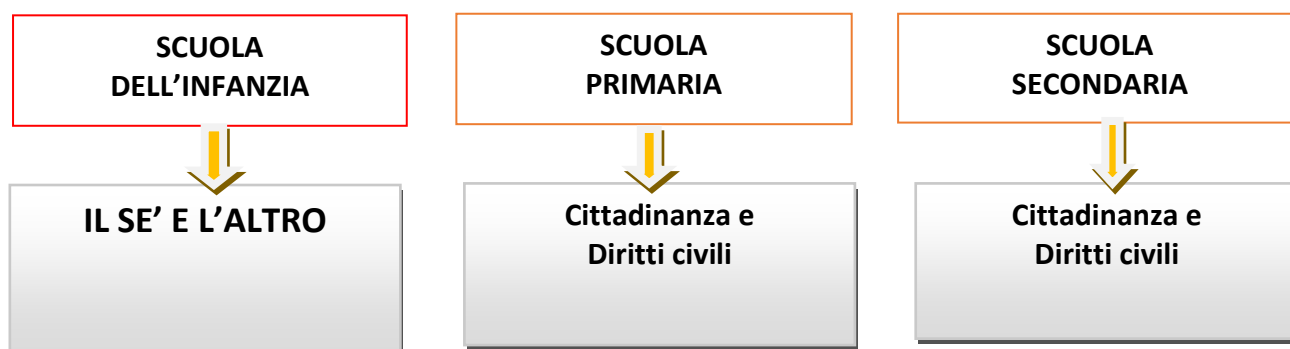 SCUOLA
DELL’INFANZIA
SCUOLA
PRIMARIA
SCUOLA
SECONDARIA
IL SE’ E L’ALTRO
Cittadinanza e
Diritti civili
Cittadinanza e
Diritti civili